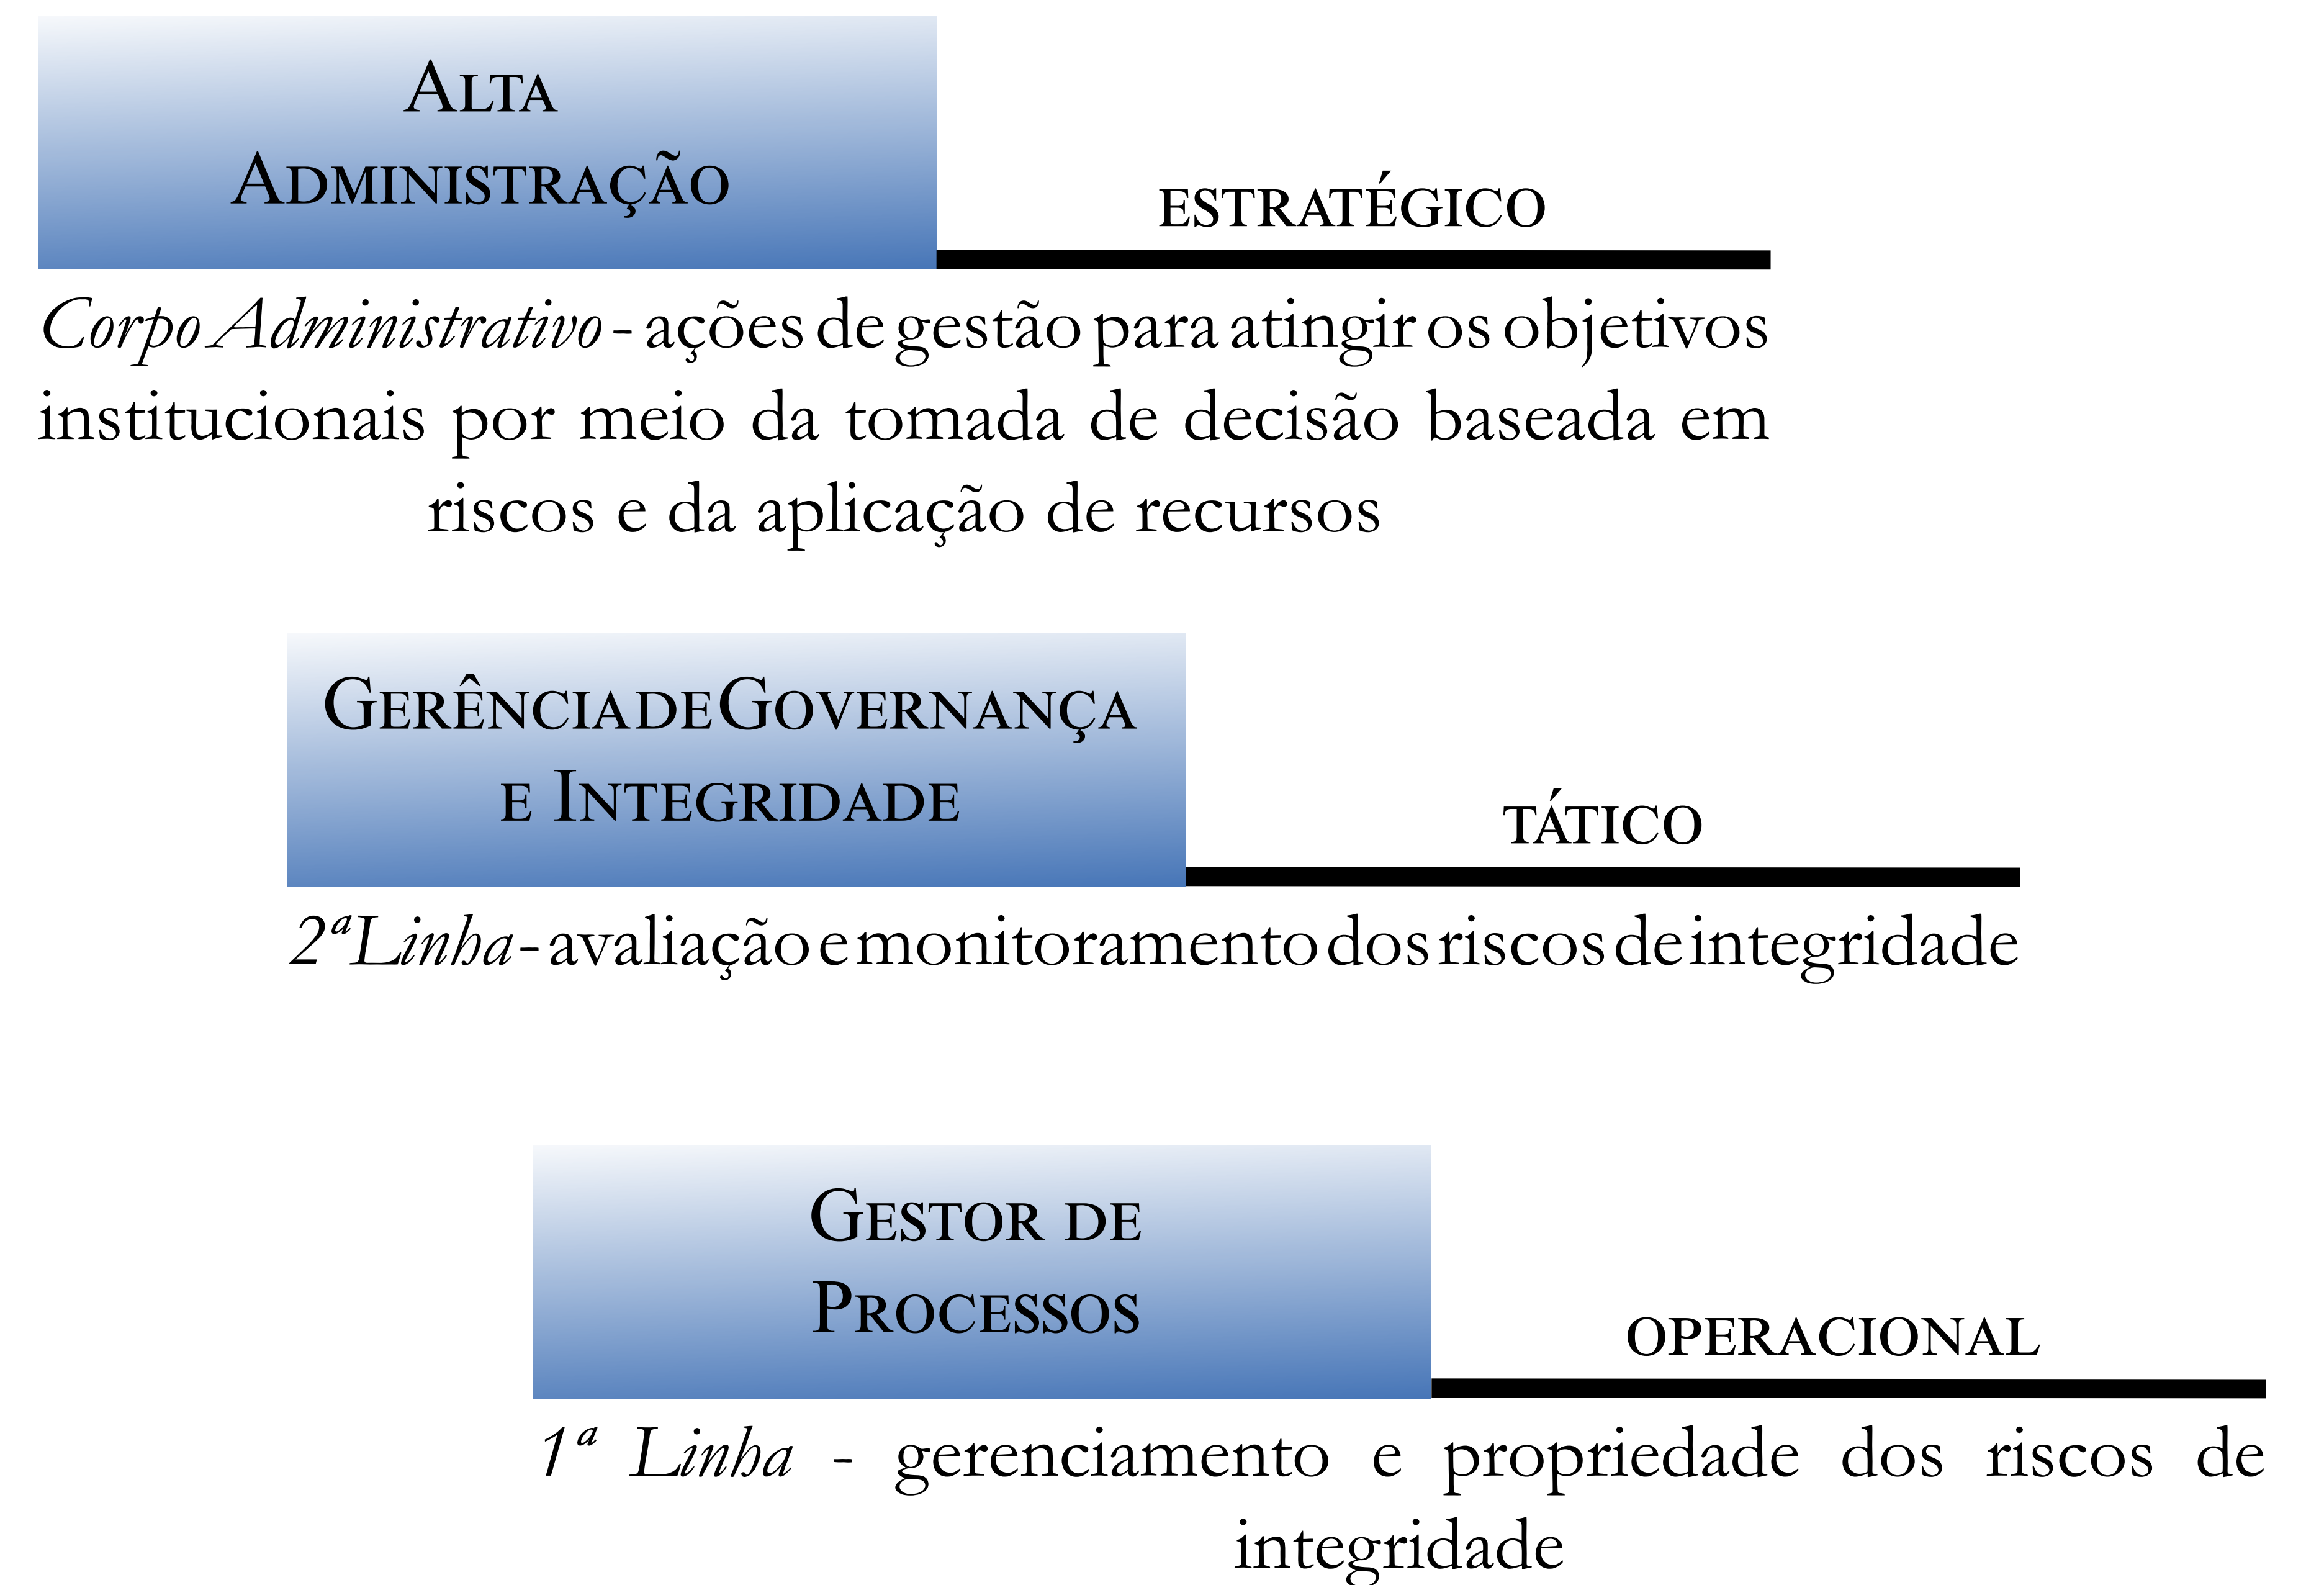 Alta
Administração
estratégico
Corpo Administrativo - ações de gestão para atingir os objetivos
institucionais por meio da tomada de decisão baseada em
riscos e da aplicação de recursos
Gerência de Governança
e Integridade
tático
2ª Linha - avaliação e monitoramento dos riscos de integridade
Gestor de
Processos
operacional
1ª Linha - gerenciamento e propriedade dos riscos de
integridade